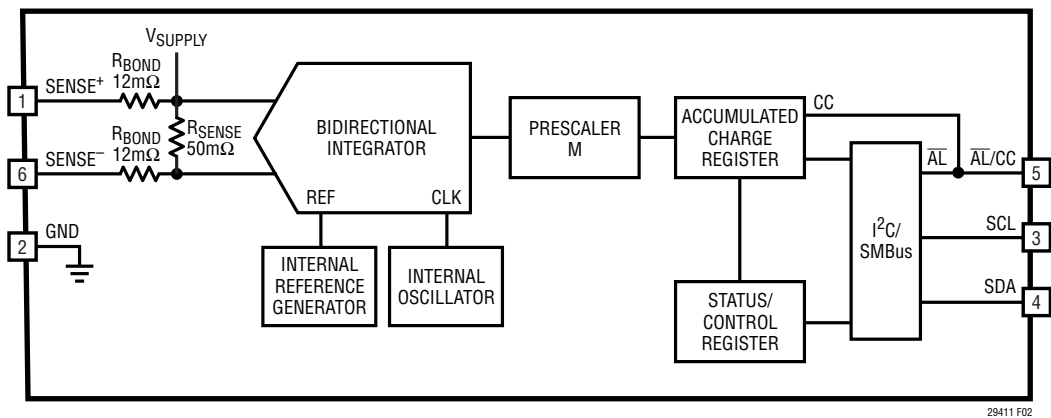 VSUPPLY
RBOND
12mΩ
1
SENSE+
RSENSE
50mΩ
RBOND
12mΩ
6
SENSE–
2
GND
BIDIRECTIONAL
INTEGRATOR
REF
CLK
INTERNAL
REFERENCE
GENERATOR
INTERNAL
OSCILLATOR
PRESCALER
M
ACCUMULATED
CHARGE
REGISTER
CC
STATUS/
CONTROL
REGISTER
I2C/
SMBus
A̅L̅
A̅L̅/CC
5
SCL
3
SDA
4
29411 F02